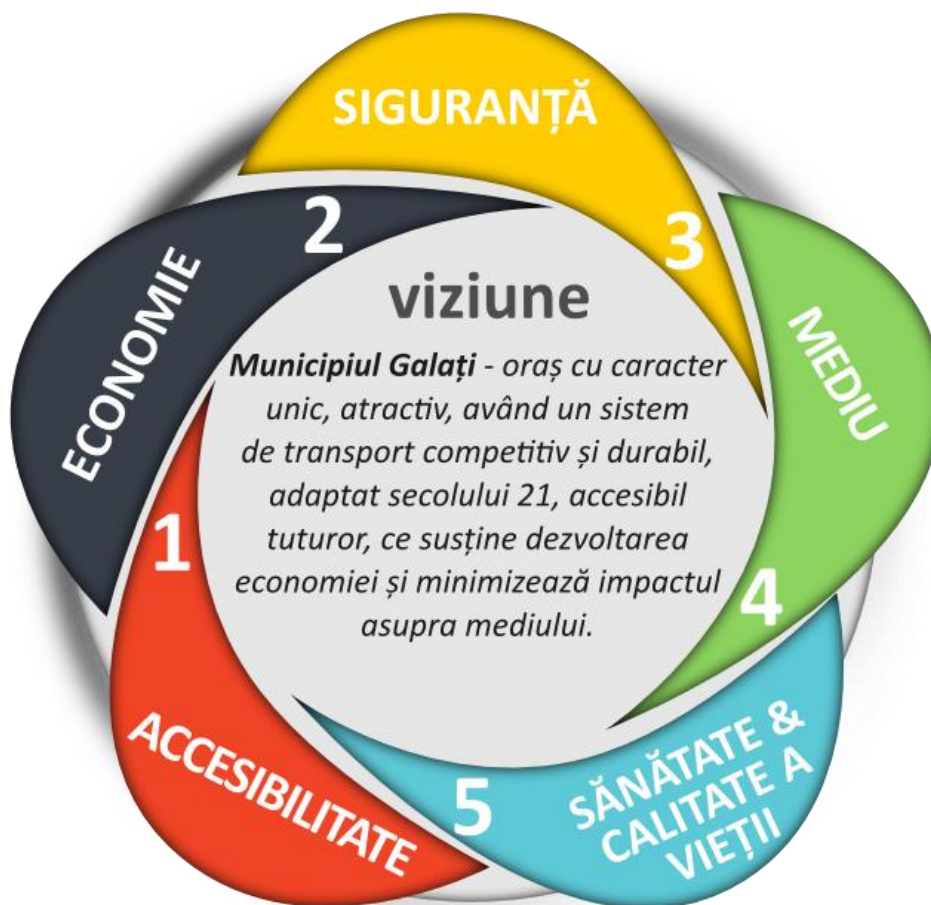 SIGURANȚĂ
3
2
ECONOMIE
MEDIU
4
viziune
Municipiul Galați - oraș cu caracter
unic, atractiv, având un sistem
de transport competitiv și durabil,
adaptat secolului 21, accesibil
tuturor, ce susține dezvoltarea
economiei și minimizează impactul
asupra mediului.
1
ACCESIBILITATE
5
SĂNĂTATE &
CALITATE A
VIEȚII